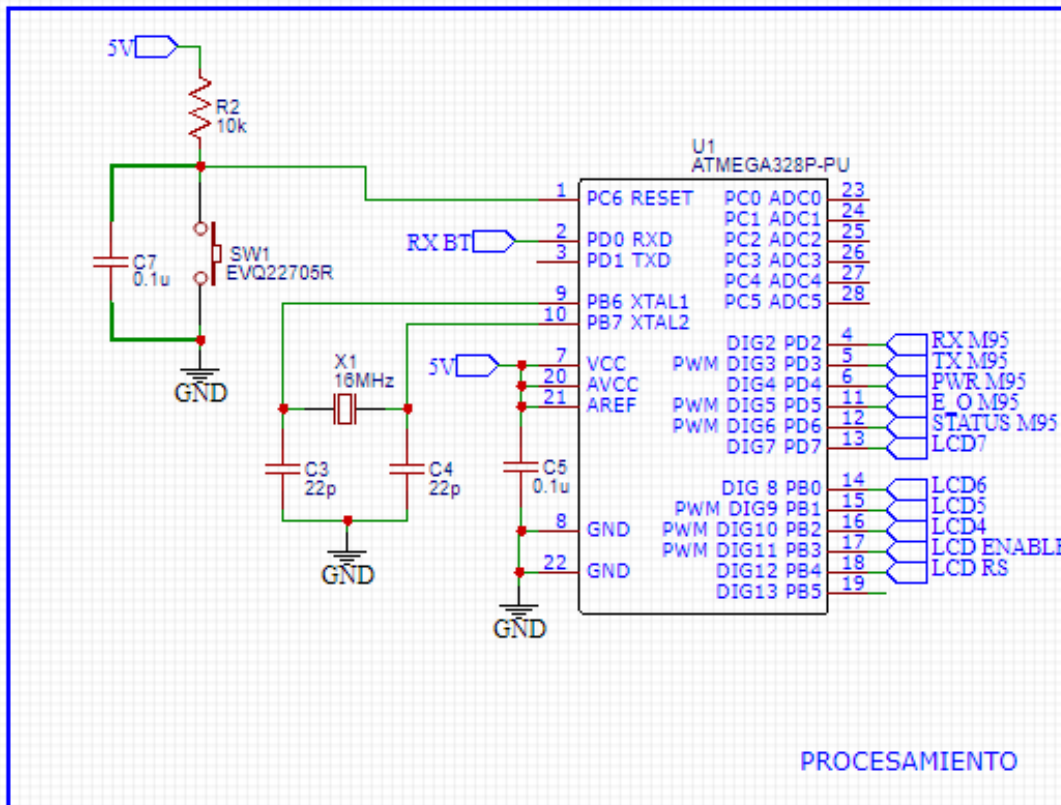 5V
R2
10k
C7
0.1u
SW1
EVQ22705R
GND
X1
16MHz
C3
22p
C4
22p
GND
RX BT
5V
C5
0.1u
GND
U1
ATMEGA328P-PU
1 PC6 RESET
2 PD0 RXD
3 PD1 TXD
9 PB6 XTAL1
10 PB7 XTAL2
7 VCC
20 AVCC
21 AREF
8 GND
22 GND
PC0 ADC0 23
PC1 ADC1 24
PC2 ADC2 25
PC3 ADC3 26
PC4 ADC4 27
PC5 ADC5 28
DIG2 PD2 4 RX M95
PWM DIG3 PD3 5 TX M95
DIG4 PD4 6 PWR M95
PWM DIG5 PD5 11 E_O M95
PWM DIG6 PD6 12 STATUS M95
DIG7 PD7 13 LCD7
DIG 8 PB0 14 LCD6
PWM DIG9 PB1 15 LCD5
PWM DIG10 PB2 16 LCD4
PWM DIG11 PB3 17 LCD ENABLE
DIG12 PB4 18 LCD RS
DIG13 PB5 19
PROCESAMIENTO